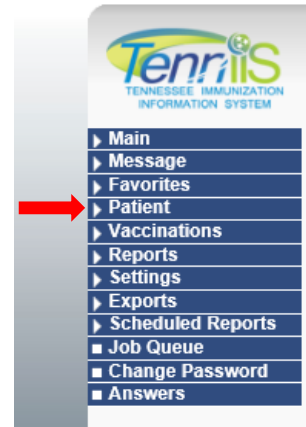 TennIIS
TENNESSEE IMMUNIZATION
INFORMATION SYSTEM
Main
Message
Favorites
Patient
Vaccinations
Reports
Settings
Exports
Scheduled Reports
Job Queue
Change Password
Answers